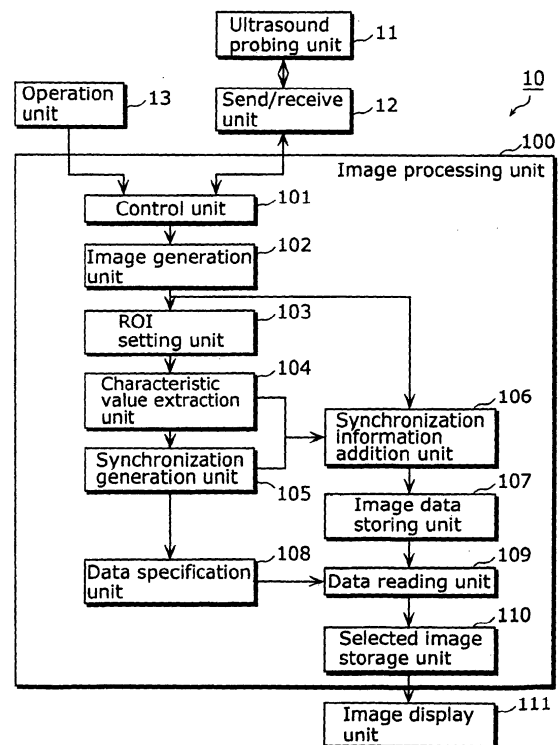 Ultrasound
probing unit
11
10
Operation
unit
13
Send/receive
unit
12
100
Image processing unit
Control unit
101
Image generation
unit
102
ROI
setting unit
103
Characteristic
value extraction
unit
104
Synchronization
information
addition unit
106
Synchronization
generation unit
105
Image data
storing unit
107
Data specification
unit
108
Data reading unit
109
Selected image
storage unit
110
Image display
unit
111